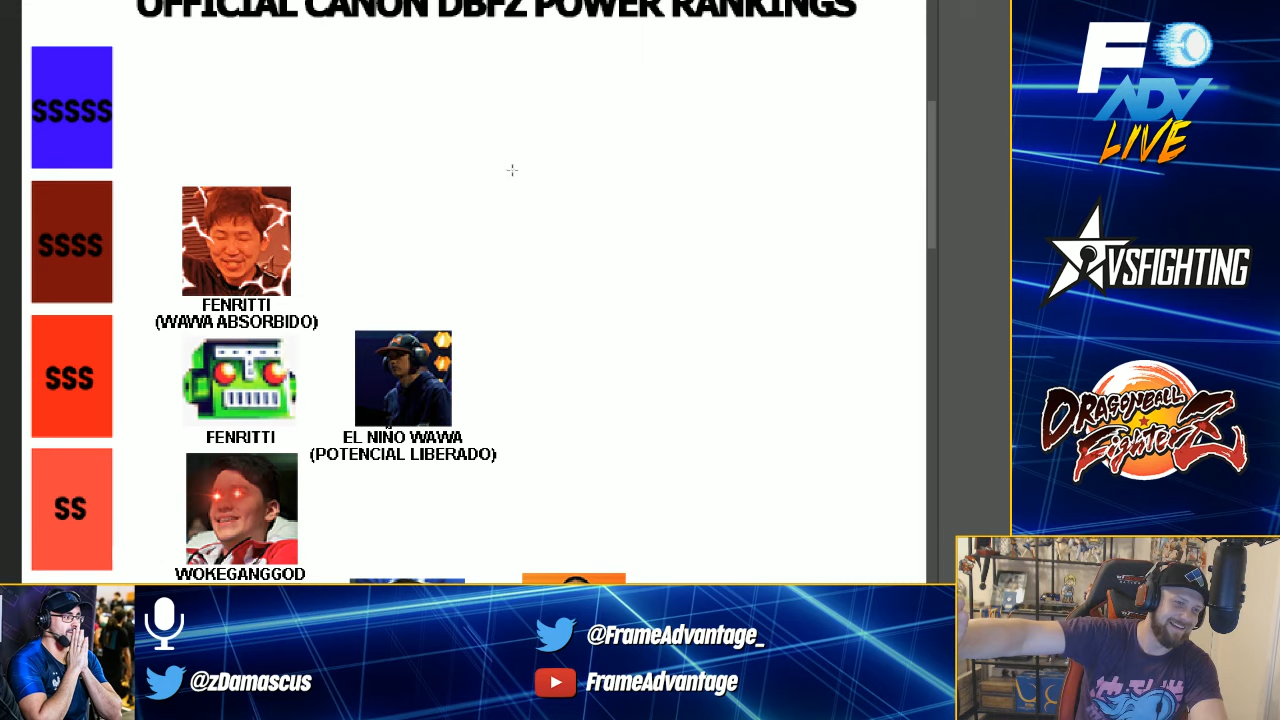 OFFICIAL CANON DBFZ POWER RANKINGS
SSSSS
SSSS
FENRITTI
(WAWA ABSORBIDO)
SSS
FENRITTI
EL NIÑO WAWA
(POTENCIAL LIBERADO)
SS
WOKEGANGGOD
F
ADV
LIVE
VSFIGHTING
DRAGONBALL
FighterZ
@zDamascus
@FrameAdvantage_
FrameAdvantage